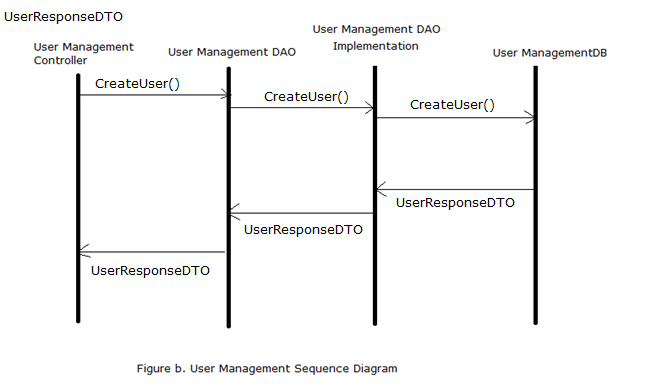 UserResponseDTO
User Management
Controller
User Management DAO
User Management DAO
Implementation
User ManagementDB
CreateUser()
CreateUser()
CreateUser()
UserResponseDTO
UserResponseDTO
UserResponseDTO
Figure b. User Management Sequence Diagram